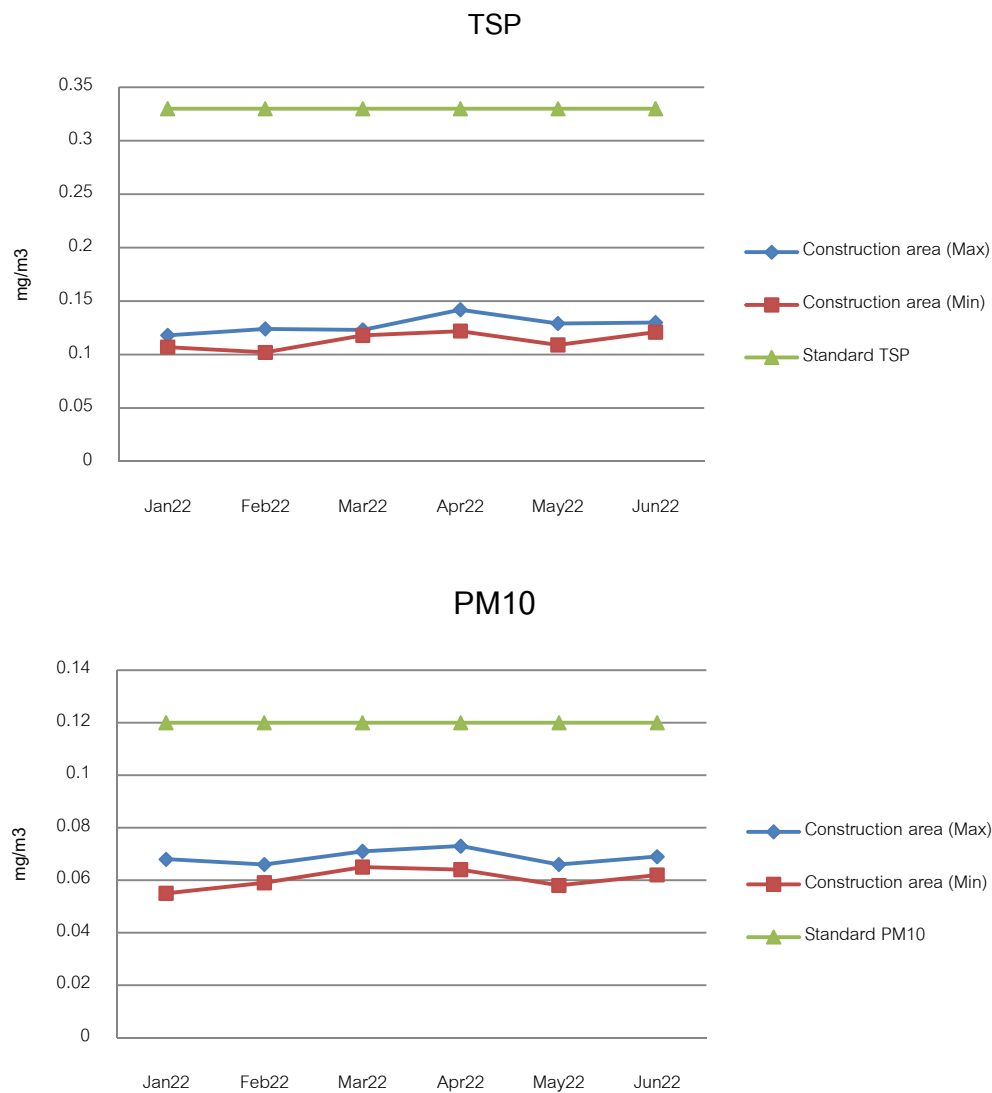 TSP
0.35
0.3
0.25
0.2
0.15
0.1
0.05
0
mg/m3
Jan22 Feb22 Mar22 Apr22 May22 Jun22
Construction area (Max)
Construction area (Min)
Standard TSP
PM10
0.14
0.12
0.1
0.08
0.06
0.04
0.02
0
mg/m3
Jan22 Feb22 Mar22 Apr22 May22 Jun22
Construction area (Max)
Construction area (Min)
Standard PM10